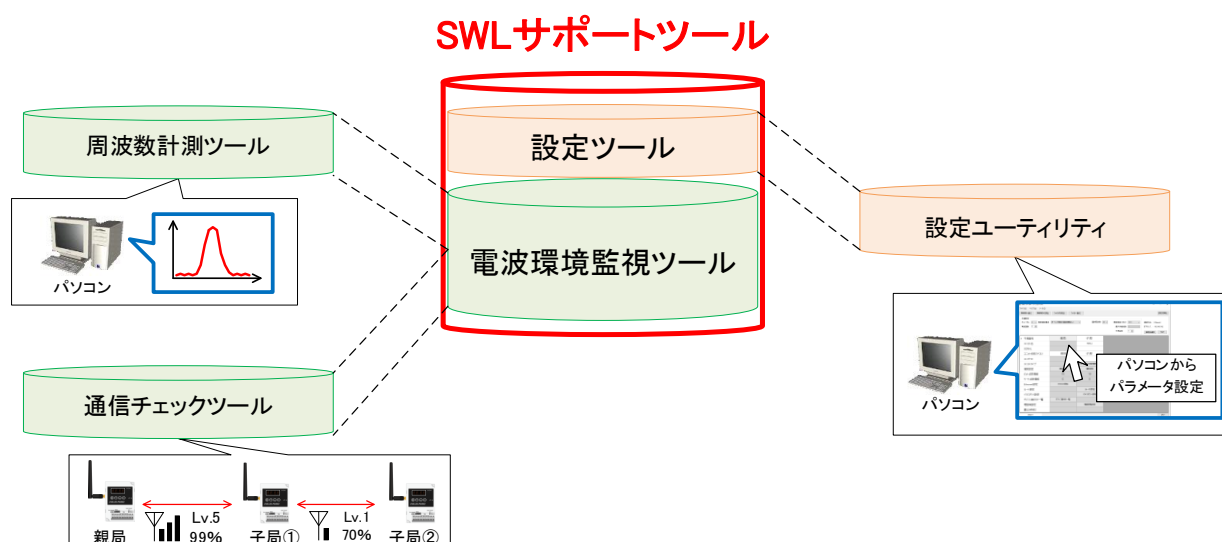 SWLサポートツール
周波数計測ツール
設定ツール
電波環境監視ツール
設定ユーティリティ
パソコン
パソコンから
パラメータ設定
パソコン
通信チェックツール
Lv.5
99%
Lv.1
70%
親局
子局①
子局②